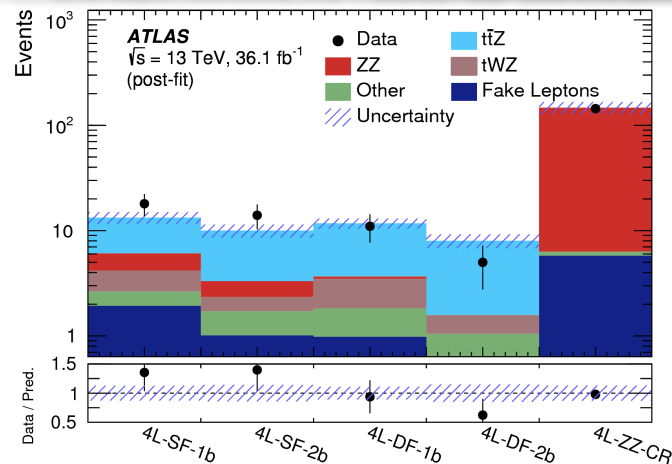 Events
10³
10²
10
1
ATLAS
√s = 13 TeV, 36.1 fb⁻¹
(post-fit)
Data
ZZ
Other
Uncertainty
tt̄Z
tWZ
Fake Leptons
Data / Pred.
1.5
1
0.5
4L-SF-1b
4L-SF-2b
4L-DF-1b
4L-DF-2b
4L-ZZ-CR